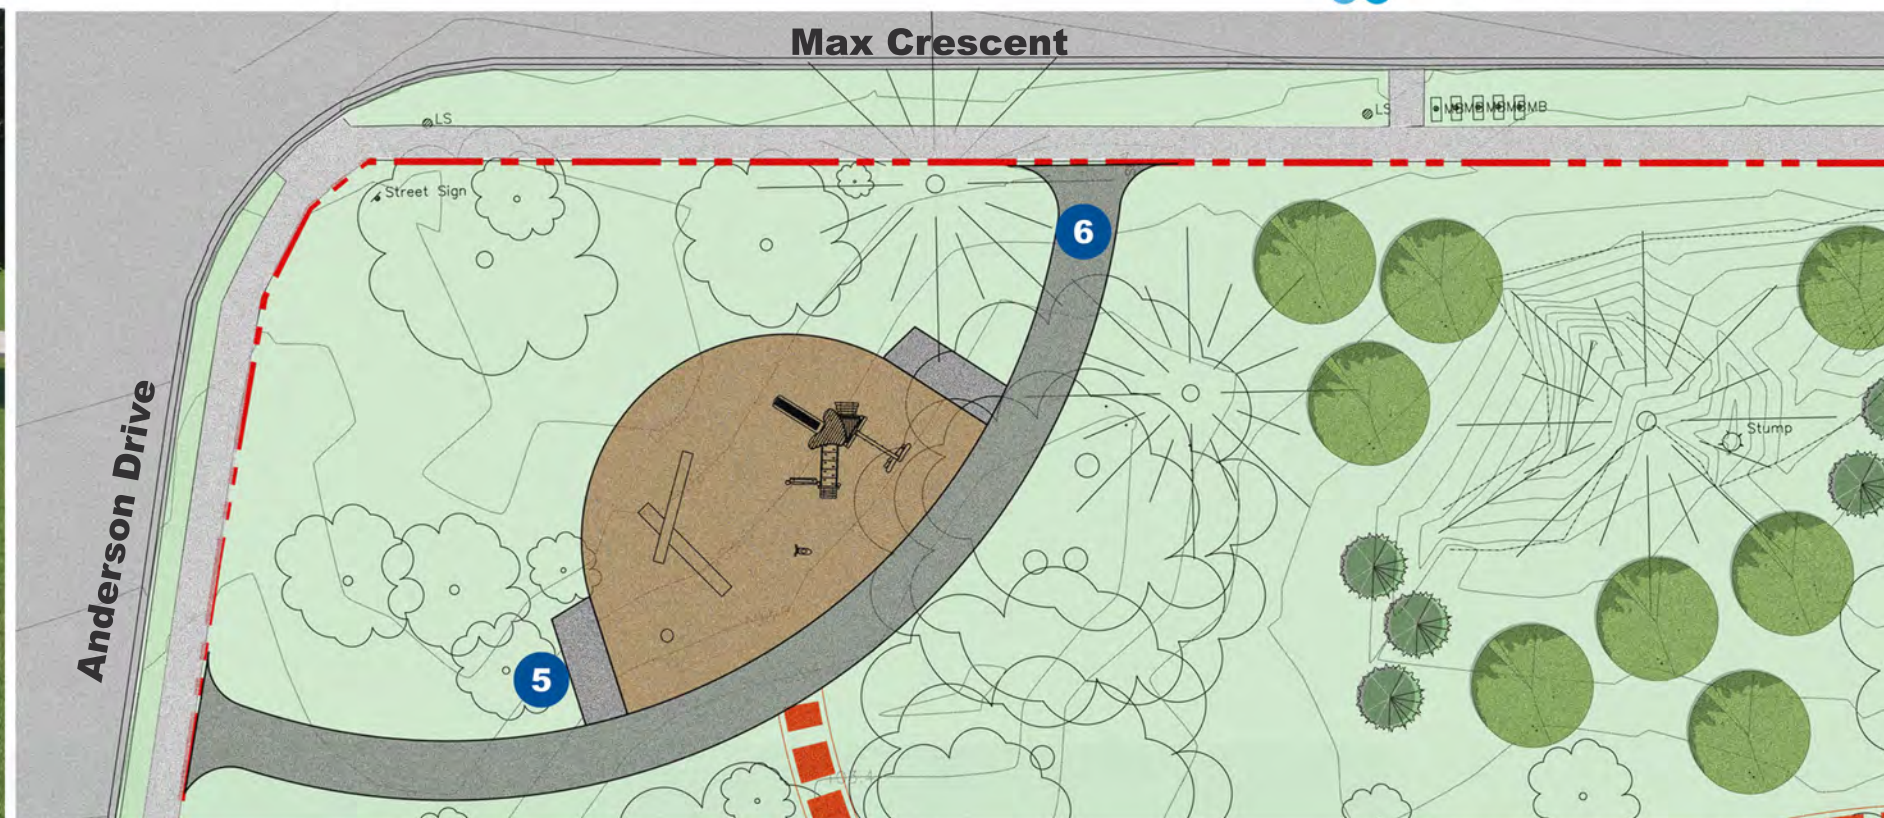 Max Crescent
LS
LS
MB MB MB MB MB
Street Sign
6
Anderson Drive
Stump
5